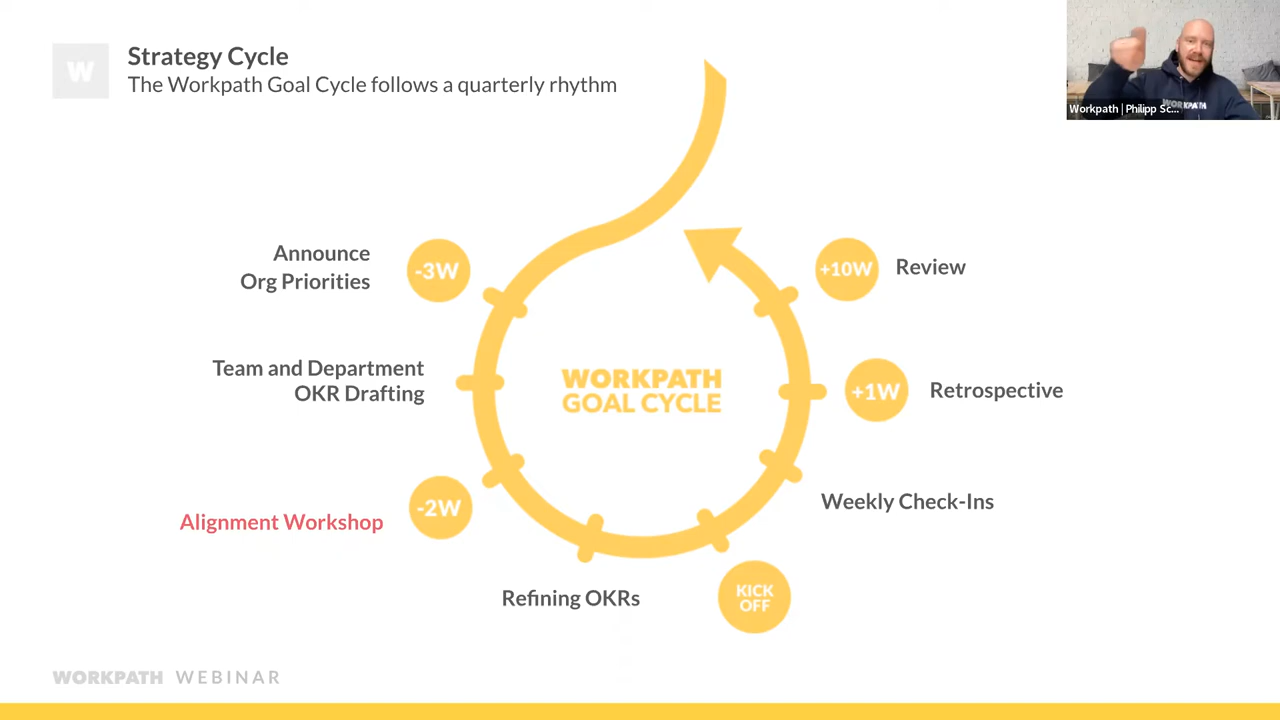 W
Strategy Cycle
The Workpath Goal Cycle follows a quarterly rhythm
WORKPATH
Workpath | Philipp Sc...
Announce
Org Priorities
-3W
+10W
Review
Team and Department
OKR Drafting
WORKPATH
GOAL CYCLE
+1W
Retrospective
Alignment Workshop
-2W
Weekly Check-Ins
Refining OKRs
KICK
OFF
WORKPATH WEBINAR